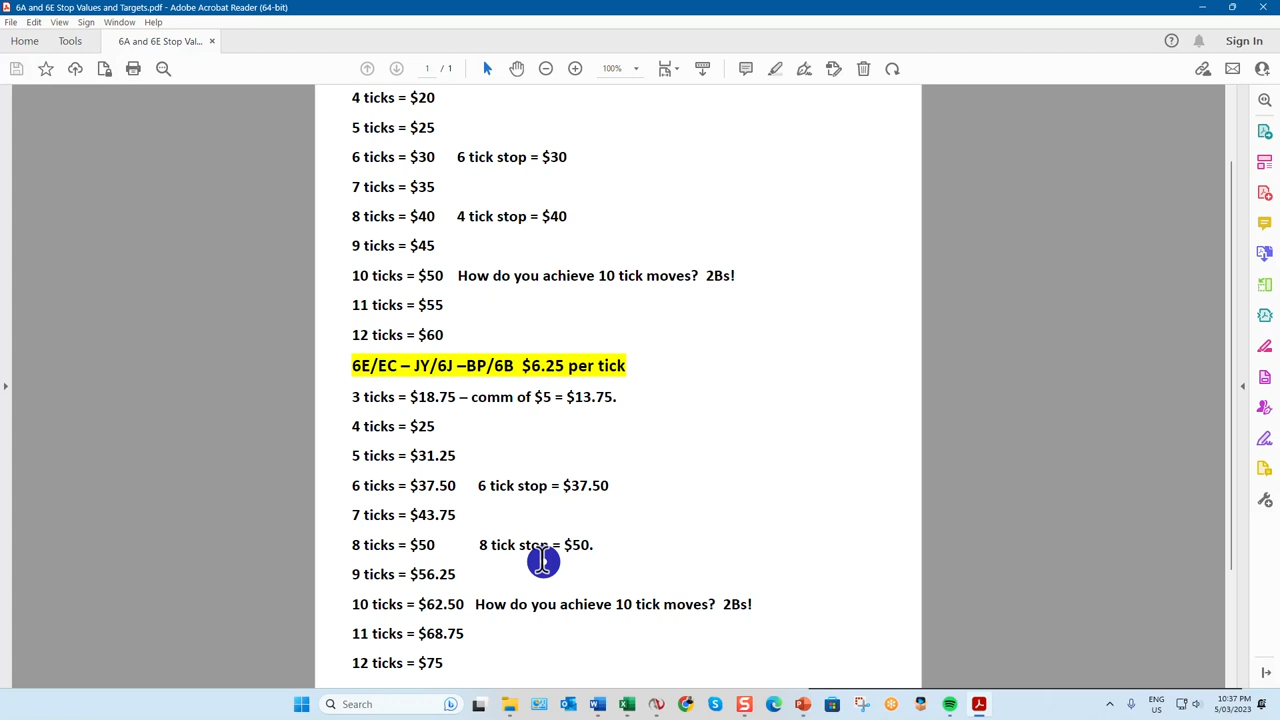 6A and 6E Stop Values and Targets.pdf - Adobe Acrobat Reader (64-bit)
File Edit View Sign Window Help
Home Tools 6A and 6E Stop Val... × Sign In
1 / 1 100%
4 ticks = $20
5 ticks = $25
6 ticks = $30 6 tick stop = $30
7 ticks = $35
8 ticks = $40 4 tick stop = $40
9 ticks = $45
10 ticks = $50 How do you achieve 10 tick moves? 2Bs!
11 ticks = $55
12 ticks = $60
6E/EC – JY/6J –BP/6B $6.25 per tick
3 ticks = $18.75 – comm of $5 = $13.75.
4 ticks = $25
5 ticks = $31.25
6 ticks = $37.50 6 tick stop = $37.50
7 ticks = $43.75
8 ticks = $50 8 tick stop = $50.
9 ticks = $56.25
10 ticks = $62.50 How do you achieve 10 tick moves? 2Bs!
11 ticks = $68.75
12 ticks = $75
Search
ENG
US
10:37 PM
5/03/2023